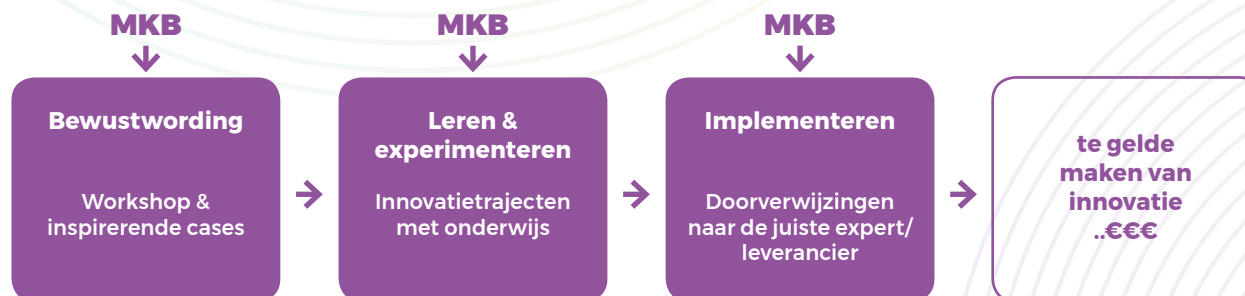 MKB
MKB
MKB
Bewustwording
Workshop &
inspirerende cases
Leren &
experimenteren
Innovatietrajecten
met onderwijs
Implementeren
Doorverwijzingen
naar de juiste expert/
leverancier
te gelde
maken van
innovatie
..€€€